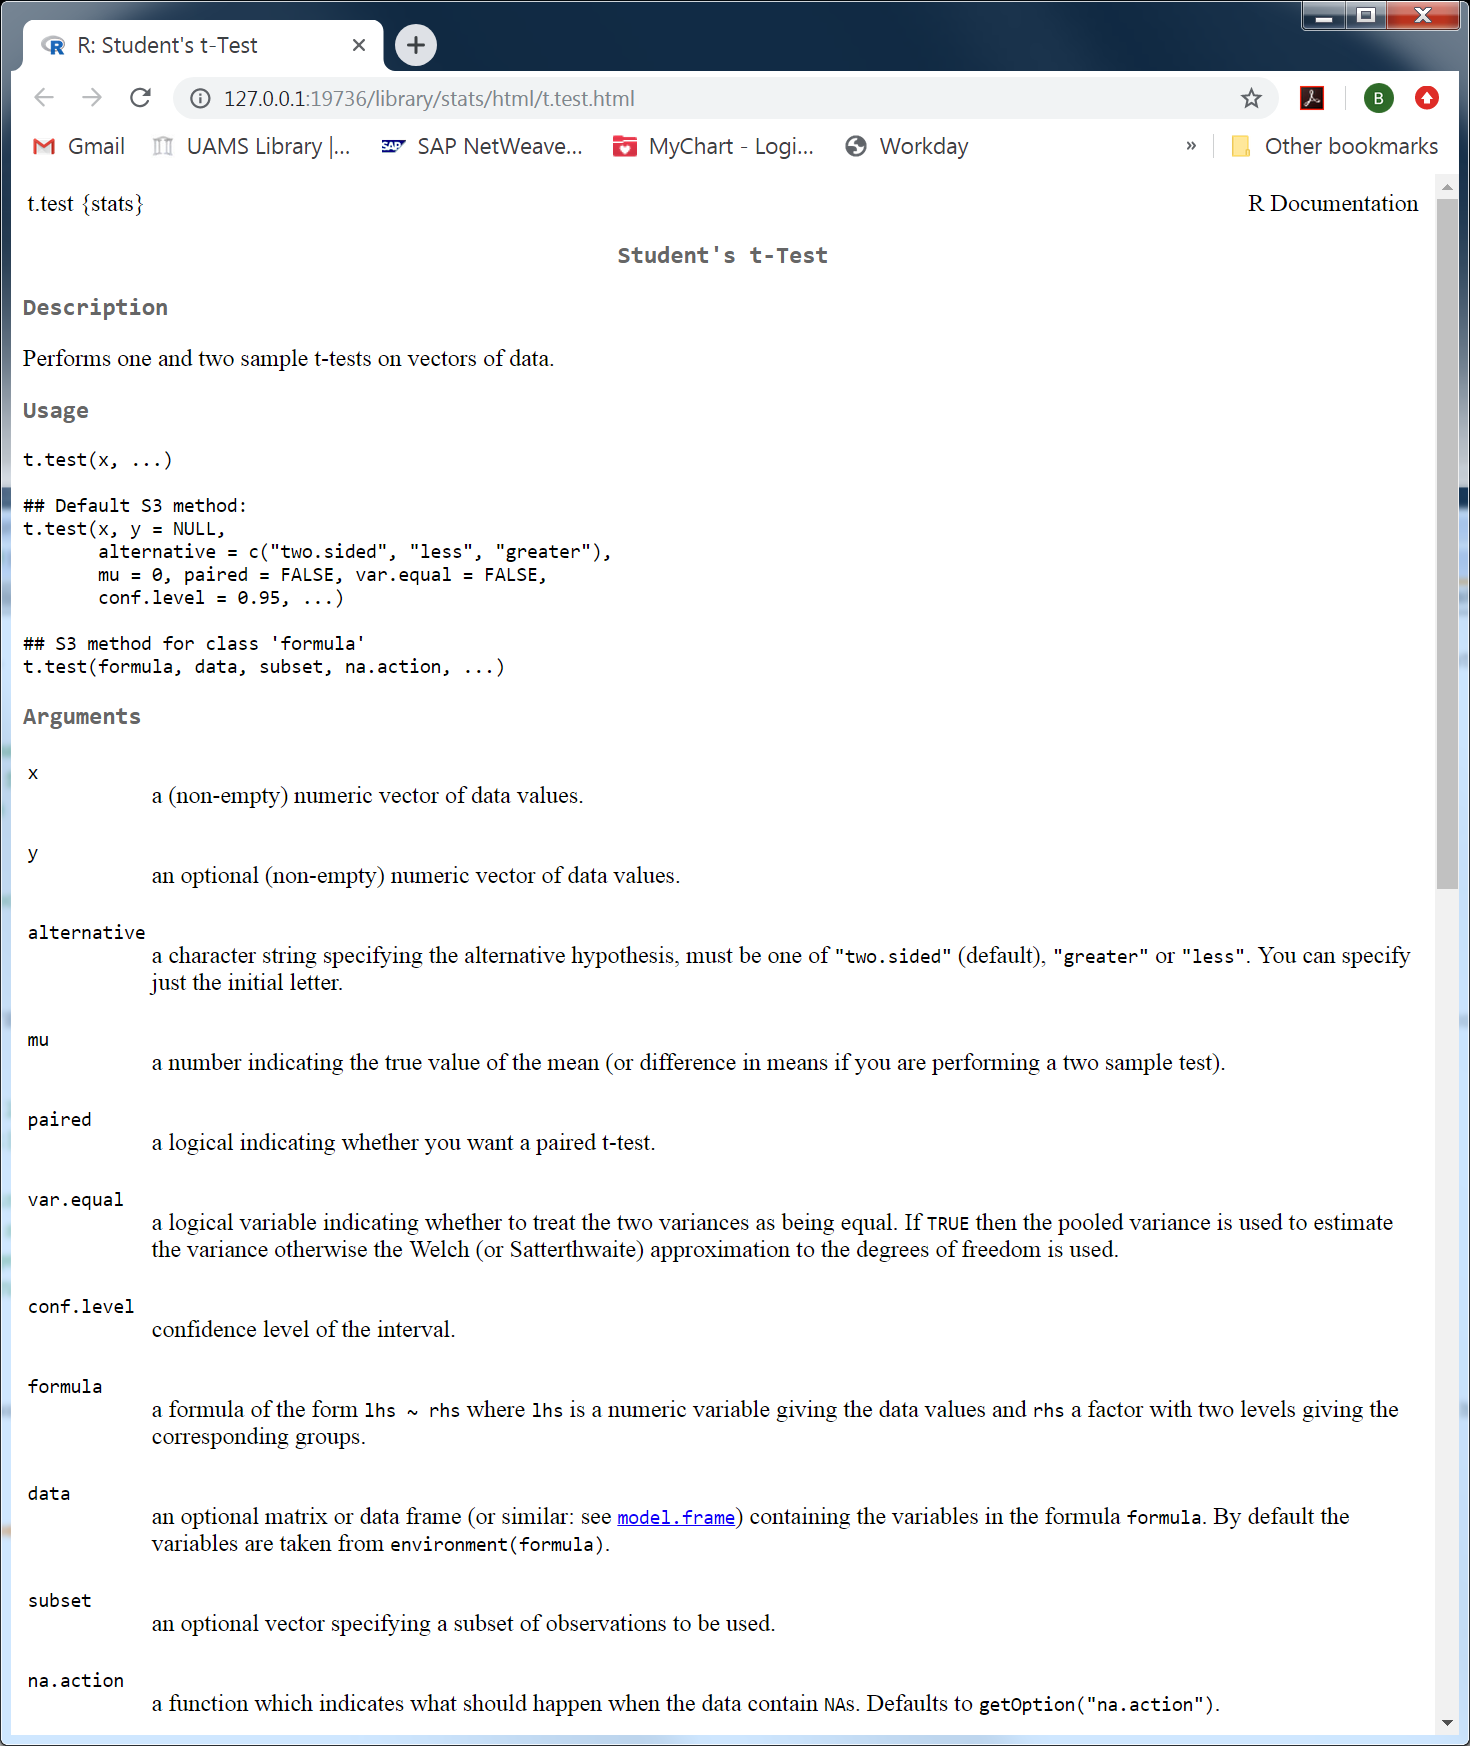 R: Student's t-Test
127.0.0.1:19736/library/stats/html/t.test.html
B
Gmail
UAMS Library |...
SAP
SAP NetWeave...
MyChart - Logi...
Workday
»
Other bookmarks
t.test {stats}
R Documentation
Student's t-Test
Description
Performs one and two sample t-tests on vectors of data.
Usage
t.test(x, ...)
## Default S3 method:
t.test(x, y = NULL,
       alternative = c("two.sided", "less", "greater"),
       mu = 0, paired = FALSE, var.equal = FALSE,
       conf.level = 0.95, ...)
## S3 method for class 'formula'
t.test(formula, data, subset, na.action, ...)
Arguments
x
a (non-empty) numeric vector of data values.
y
an optional (non-empty) numeric vector of data values.
alternative
a character string specifying the alternative hypothesis, must be one of "two.sided" (default), "greater" or "less". You can specify
just the initial letter.
mu
a number indicating the true value of the mean (or difference in means if you are performing a two sample test).
paired
a logical indicating whether you want a paired t-test.
var.equal
a logical variable indicating whether to treat the two variances as being equal. If TRUE then the pooled variance is used to estimate
the variance otherwise the Welch (or Satterthwaite) approximation to the degrees of freedom is used.
conf.level
confidence level of the interval.
formula
a formula of the form lhs ~ rhs where lhs is a numeric variable giving the data values and rhs a factor with two levels giving the
corresponding groups.
data
an optional matrix or data frame (or similar: see model.frame) containing the variables in the formula formula. By default the
variables are taken from environment(formula).
subset
an optional vector specifying a subset of observations to be used.
na.action
a function which indicates what should happen when the data contain NAs. Defaults to getOption("na.action").